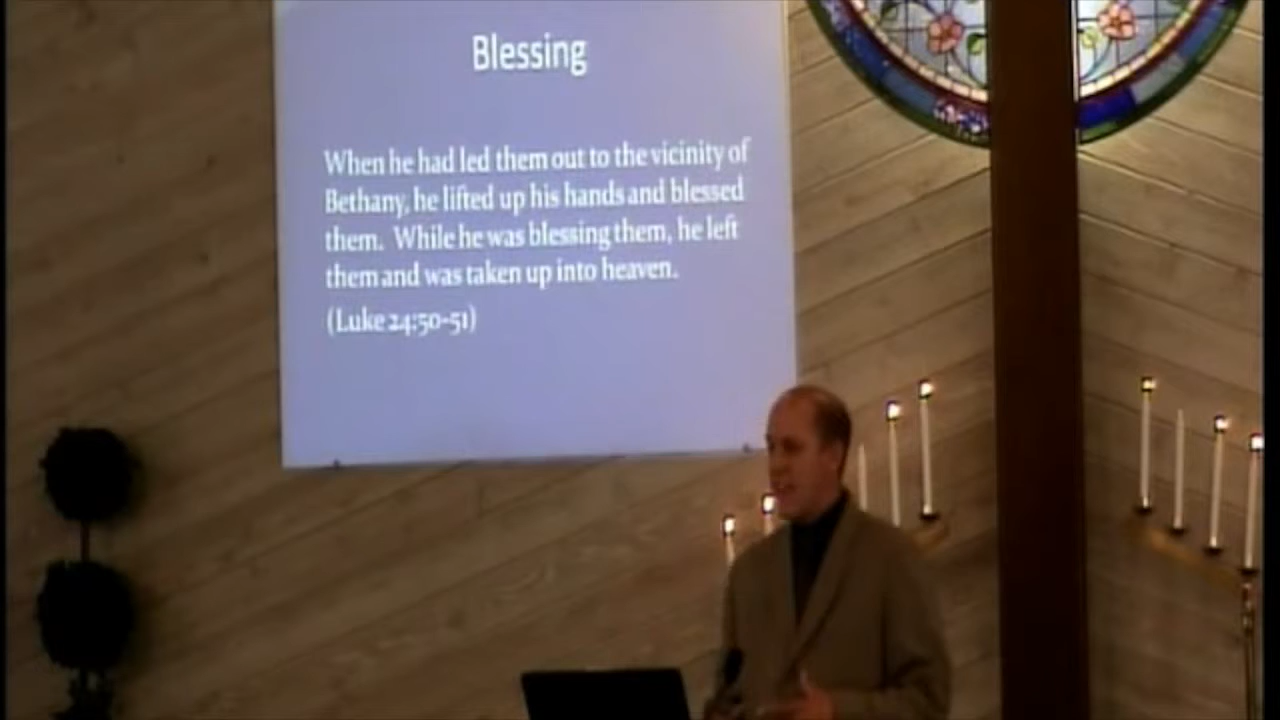 Blessing
When he had led them out to the vicinity of
Bethany, he lifted up his hands and blessed
them. While he was blessing them, he left
them and was taken up into heaven.
(Luke 24:50-51)